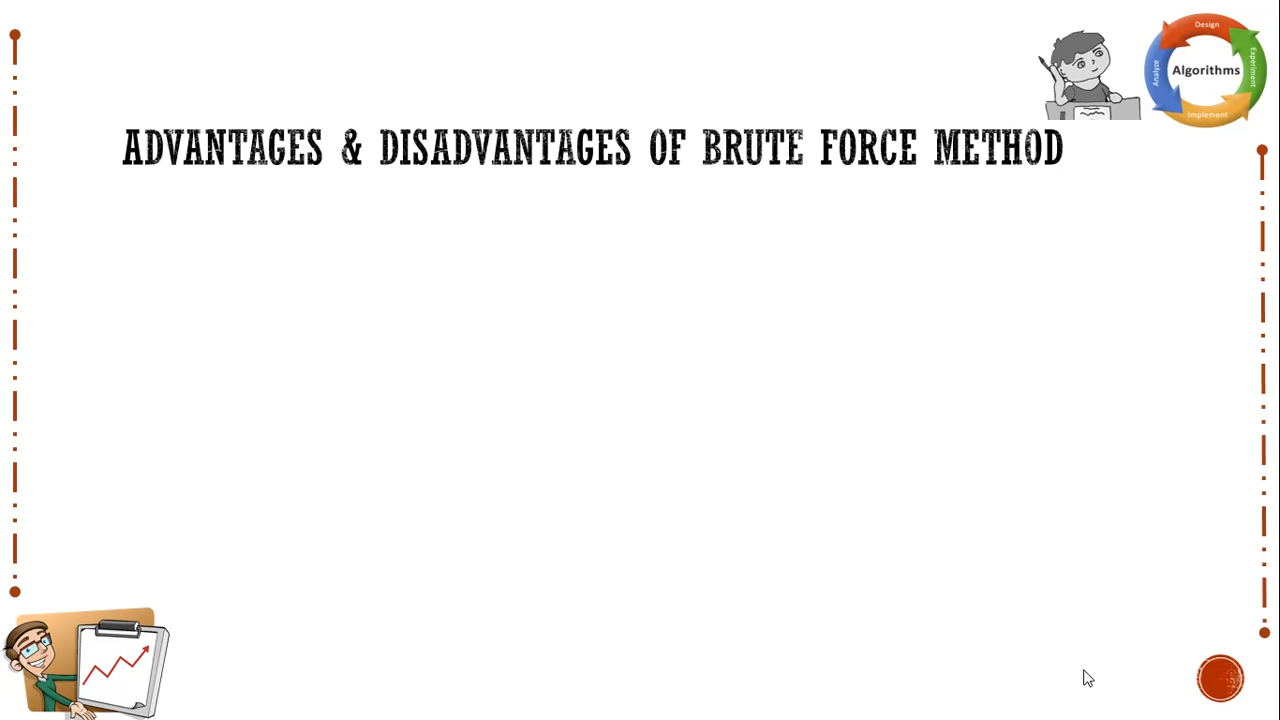 Design
Algorithms
Analyze
Experiment
Implement
ADVANTAGES & DISADVANTAGES OF BRUTE FORCE METHOD